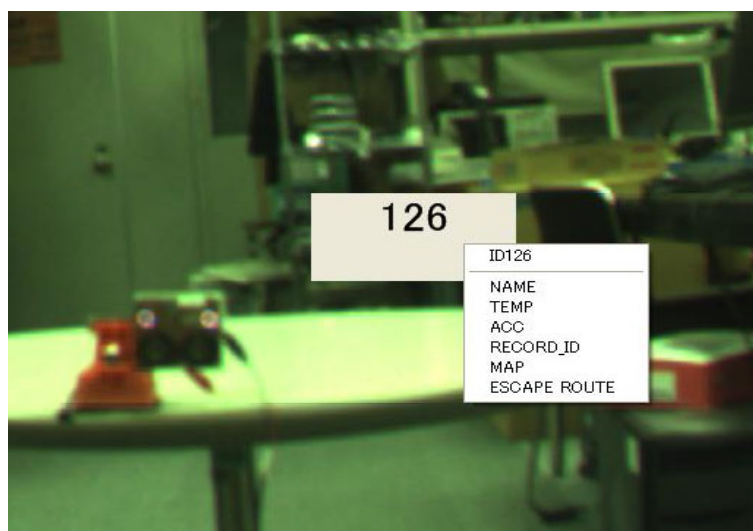 126
ID126
NAME
TEMP
ACC
RECORD_ID
MAP
ESCAPE ROUTE